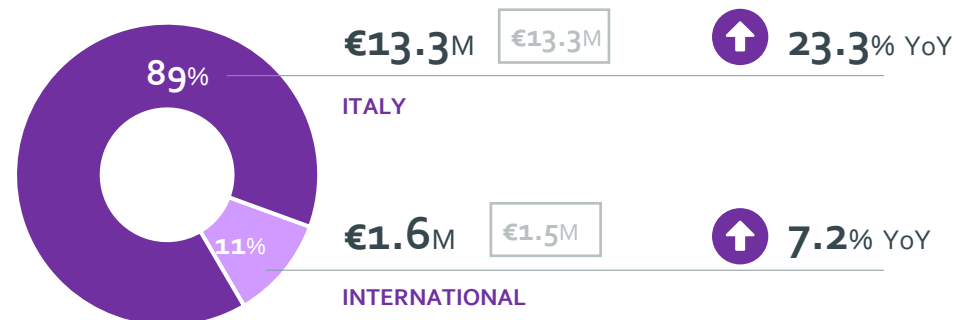 89%
€13.3M €13.3M 23.3% YoY
ITALY
11%
€1.6M €1.5M 7.2% YoY
INTERNATIONAL